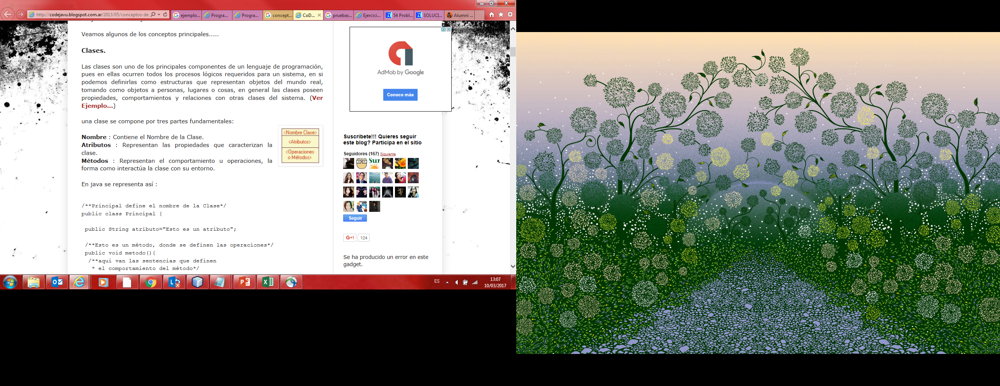 http://codejavu.blogspot.com.ar/2013/05/conceptos-de
ejemplo...
Progra...
Progra...
concept...
CoD...
pruebas...
Ejercici...
54 Probl...
SOLUCI...
Alumni ...
Veamos algunos de los conceptos principales.....
Clases.
Las clases son uno de los principales componentes de un lenguaje de programación,
pues en ellas ocurren todos los procesos lógicos requeridos para un sistema, en si
podemos definirlas como estructuras que representan objetos del mundo real,
tomando como objetos a personas, lugares o cosas, en general las clases poseen
propiedades, comportamientos y relaciones con otras clases del sistema. (Ver
Ejemplo...)
una clase se compone por tres partes fundamentales:
Nombre : Contiene el Nombre de la Clase.
Atributos : Representan las propiedades que caracterizan la
clase.
Métodos : Representan el comportamiento u operaciones, la
forma como interactúa la clase con su entorno.
<Nombre Clase>
<Atributos>
<Operaciones
o Métodos>
En java se representa así :
/**Principal define el nombre de la Clase*/
public class Principal {
public String atributo="Esto es un atributo";
/**Esto es un método, donde se definen las operaciones*/
public void metodo(){
/**aqui van las sentencias que definen
* el comportamiento del método*/
AdMob by Google
Conoce más
Suscribete!!! Quieres seguir
este blog? Participa en el sitio
Seguidores (167) Siguiente
Sur
Seguir
G+1 124
Se ha producido un error en este
gadget.
ES
13:07
10/03/2017